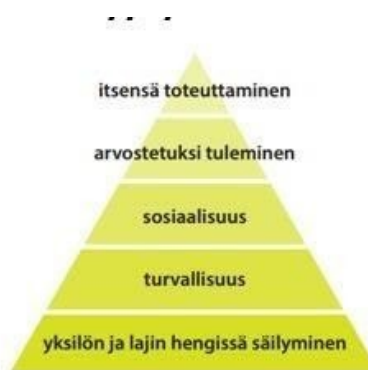 itsensä toteuttaminen
arvostetuksi tuleminen
sosiaalisuus
turvallisuus
yksilön ja lajin hengissä säilyminen